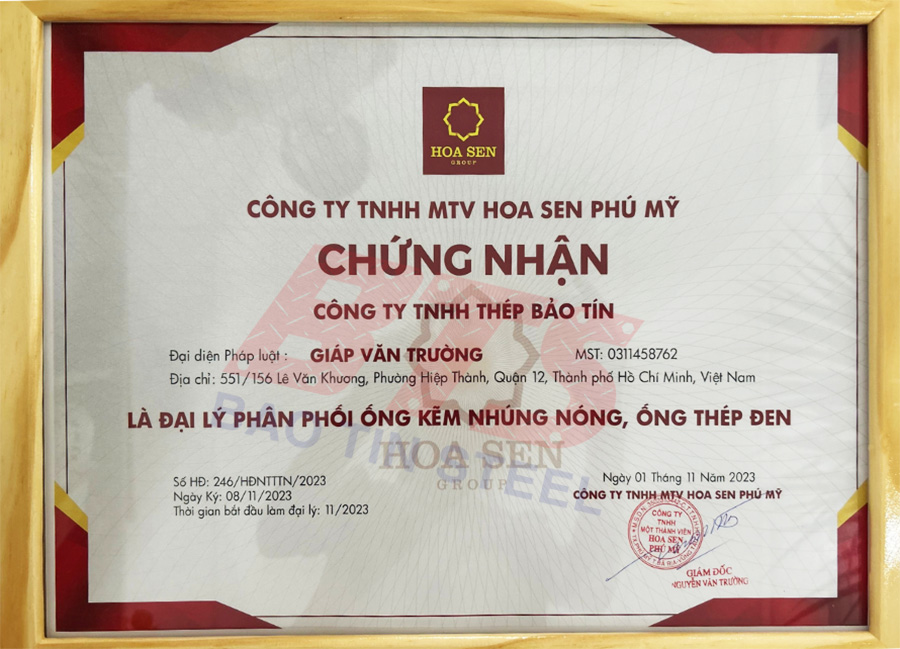 HOA SEN
GROUP
CÔNG TY TNHH MTV HOA SEN PHÚ MỸ
CHỨNG NHẬN
CÔNG TY TNHH THÉP BẢO TÍN
Đại diện Pháp luật : GIÁP VĂN TRƯỜNG MST: 0311458762
Địa chỉ: 551/156 Lê Văn Khương, Phường Hiệp Thành, Quận 12, Thành phố Hồ Chí Minh, Việt Nam
LÀ ĐẠI LÝ PHÂN PHỐI ỐNG KẼM NHÚNG NÓNG, ỐNG THÉP ĐEN
BTS
BAO TIN STEEL
HOA SEN
GROUP
Số HĐ: 246/HĐNTTTN/2023
Ngày Ký: 08/11/2023
Thời gian bắt đầu làm đại lý: 11/2023
Ngày 01 Tháng 11 Năm 2023
CÔNG TY TNHH MTV HOA SEN PHÚ MỸ
CÔNG TY
TNHH
MỘT THÀNH VIÊN
HOA SEN
PHÚ MỸ
GIÁM ĐỐC
NGUYỄN VĂN TRƯỜNG